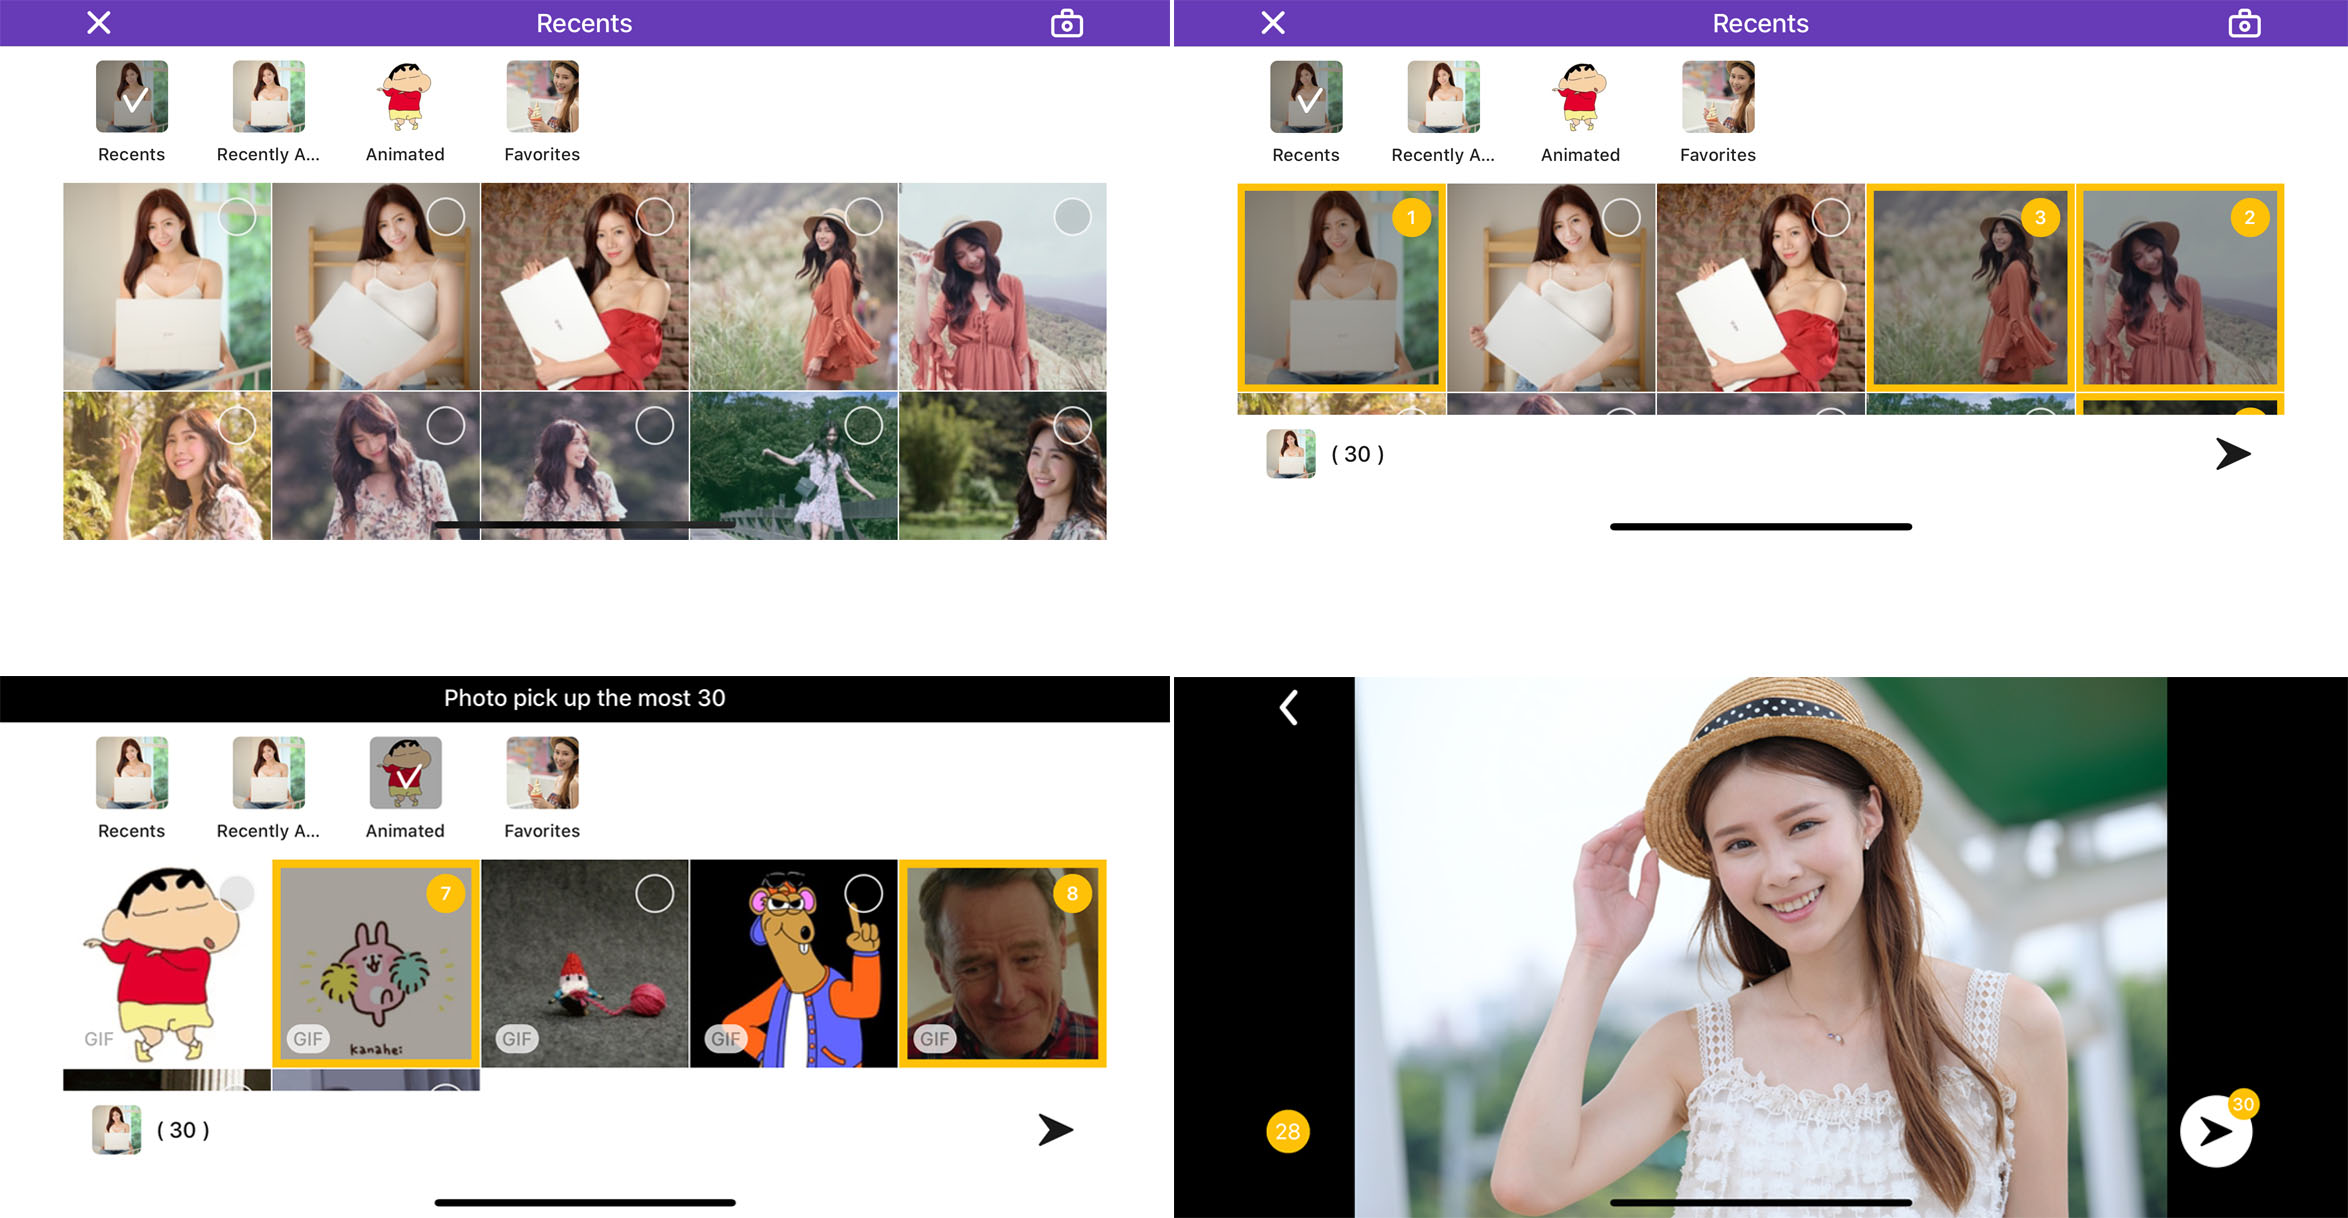 Recents
Recents
Recently A...
Animated
Favorites
Recents
Recents
Recently A...
Animated
Favorites
1
3
2
( 30 )
Photo pick up the most 30
Recents
Recently A...
Animated
Favorites
7
8
GIF
GIF
GIF
GIF
GIF
kanahei
( 30 )
30
28